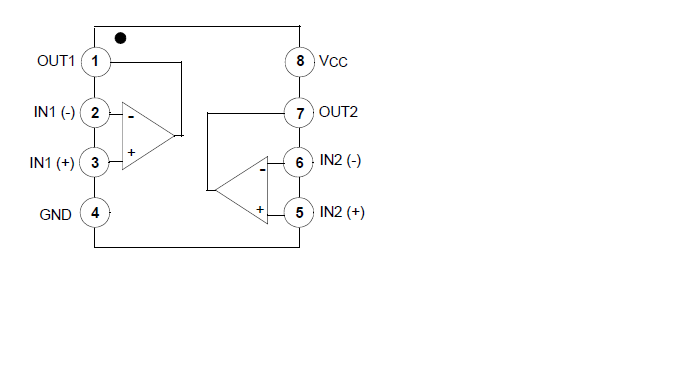 OUT1 1
8 VCC
IN1 (-) 2 -
7 OUT2
IN1 (+) 3 +
- 6 IN2 (-)
GND 4
+ 5 IN2 (+)